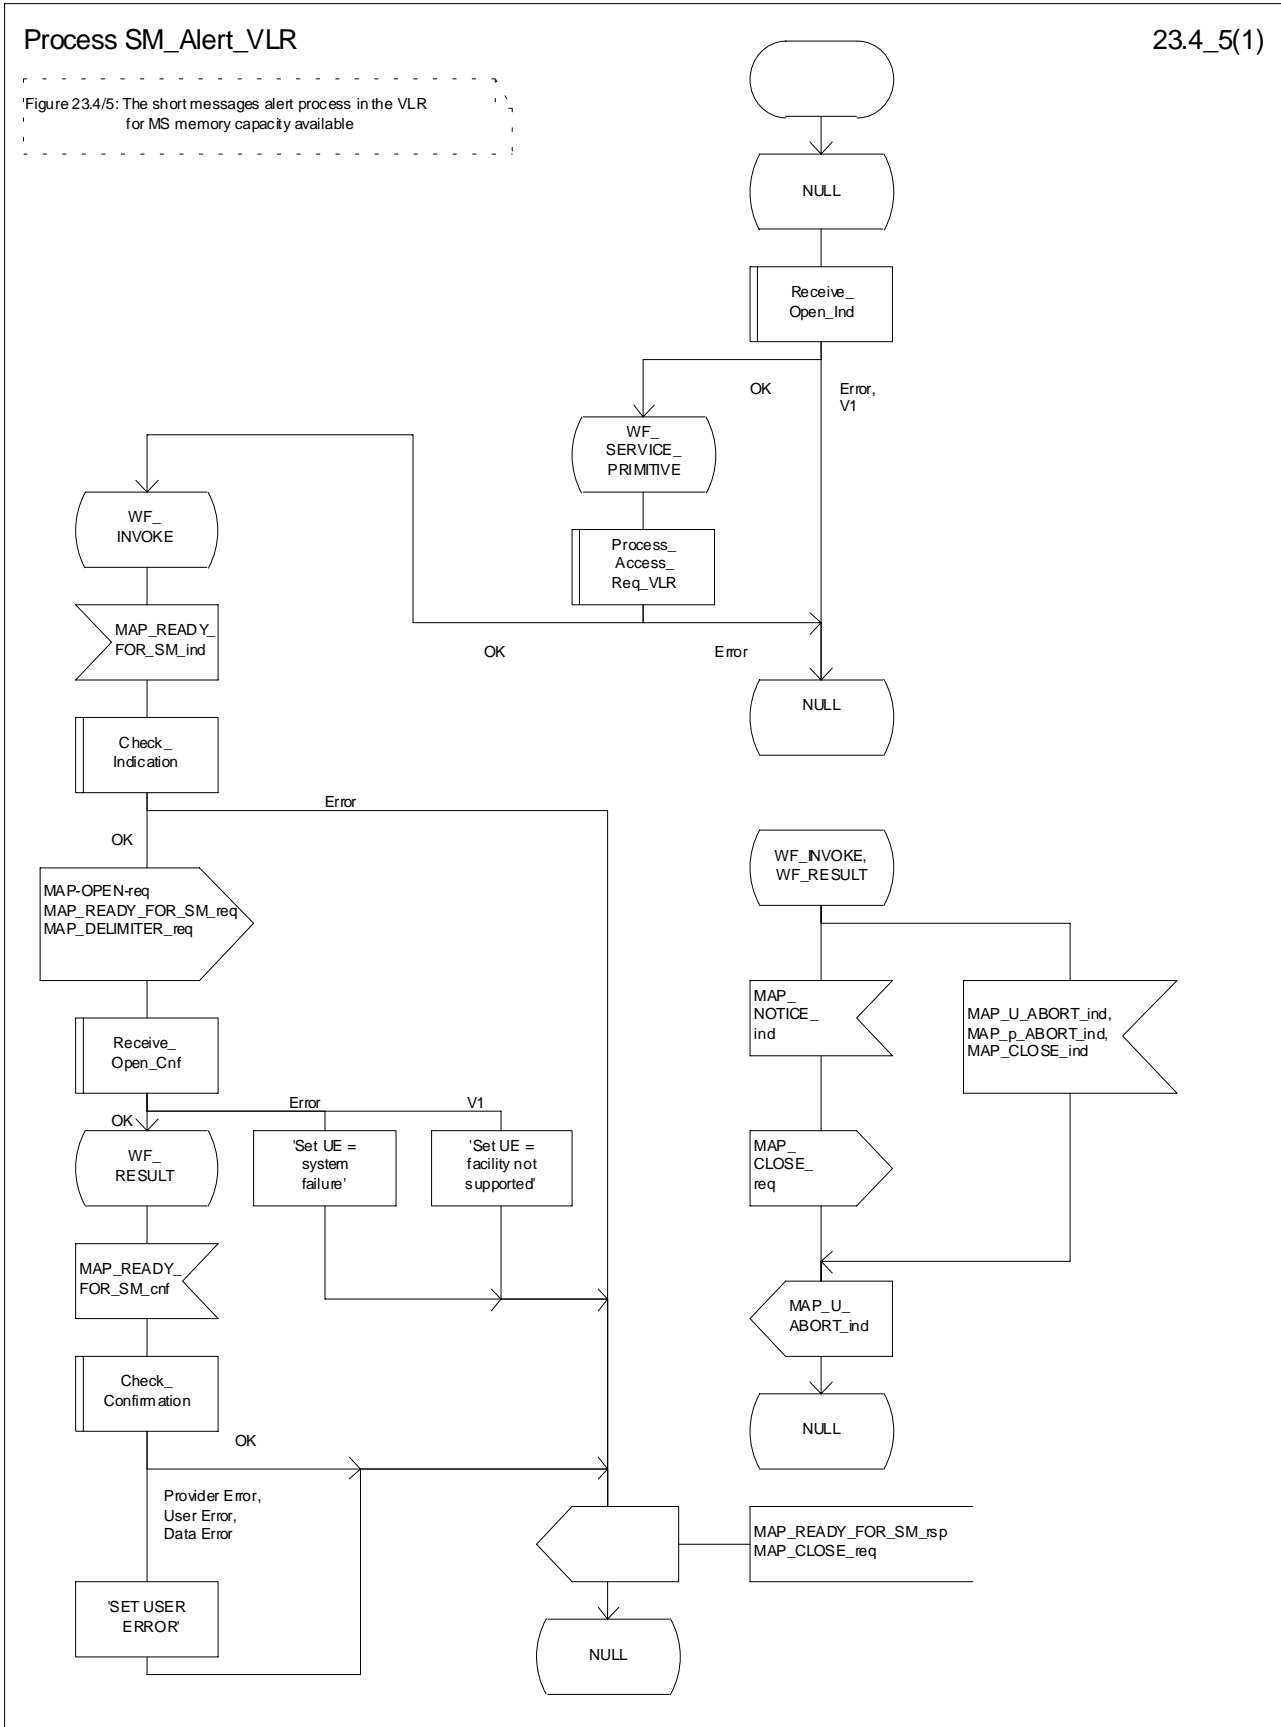 Process SM_Alert_VLR
23.4_5(1)
'Figure 23.4/5: The short messages alert process in the VLR
for MS memory capacity available
NULL
Receive_
Open_Ind
OK
Error,
V1
WF_
SERVICE_
PRIMITIVE
WF_
INVOKE
Process_
Access_
Req_VLR
MAP_READY_
FOR_SM_ind
OK
Error
NULL
Check_
Indication
Error
OK
WF_INVOKE,
WF_RESULT
MAP-OPEN-req
MAP_READY_FOR_SM_req
MAP_DELIMITER_req
MAP_
NOTICE_
ind
MAP_U_ABORT_ind,
MAP_p_ABORT_ind,
MAP_CLOSE_ind
Receive_
Open_Cnf
Error
V1
OK
WF_
RESULT
'Set UE =
system
failure'
'Set UE =
facility not
supported'
MAP_
CLOSE_
req
MAP_READY_
FOR_SM_cnf
MAP_U_
ABORT_ind
Check_
Confirmation
NULL
OK
Provider Error,
User Error,
Data Error
MAP_READY_FOR_SM_rsp
MAP_CLOSE_req
'SET USER
ERROR'
NULL